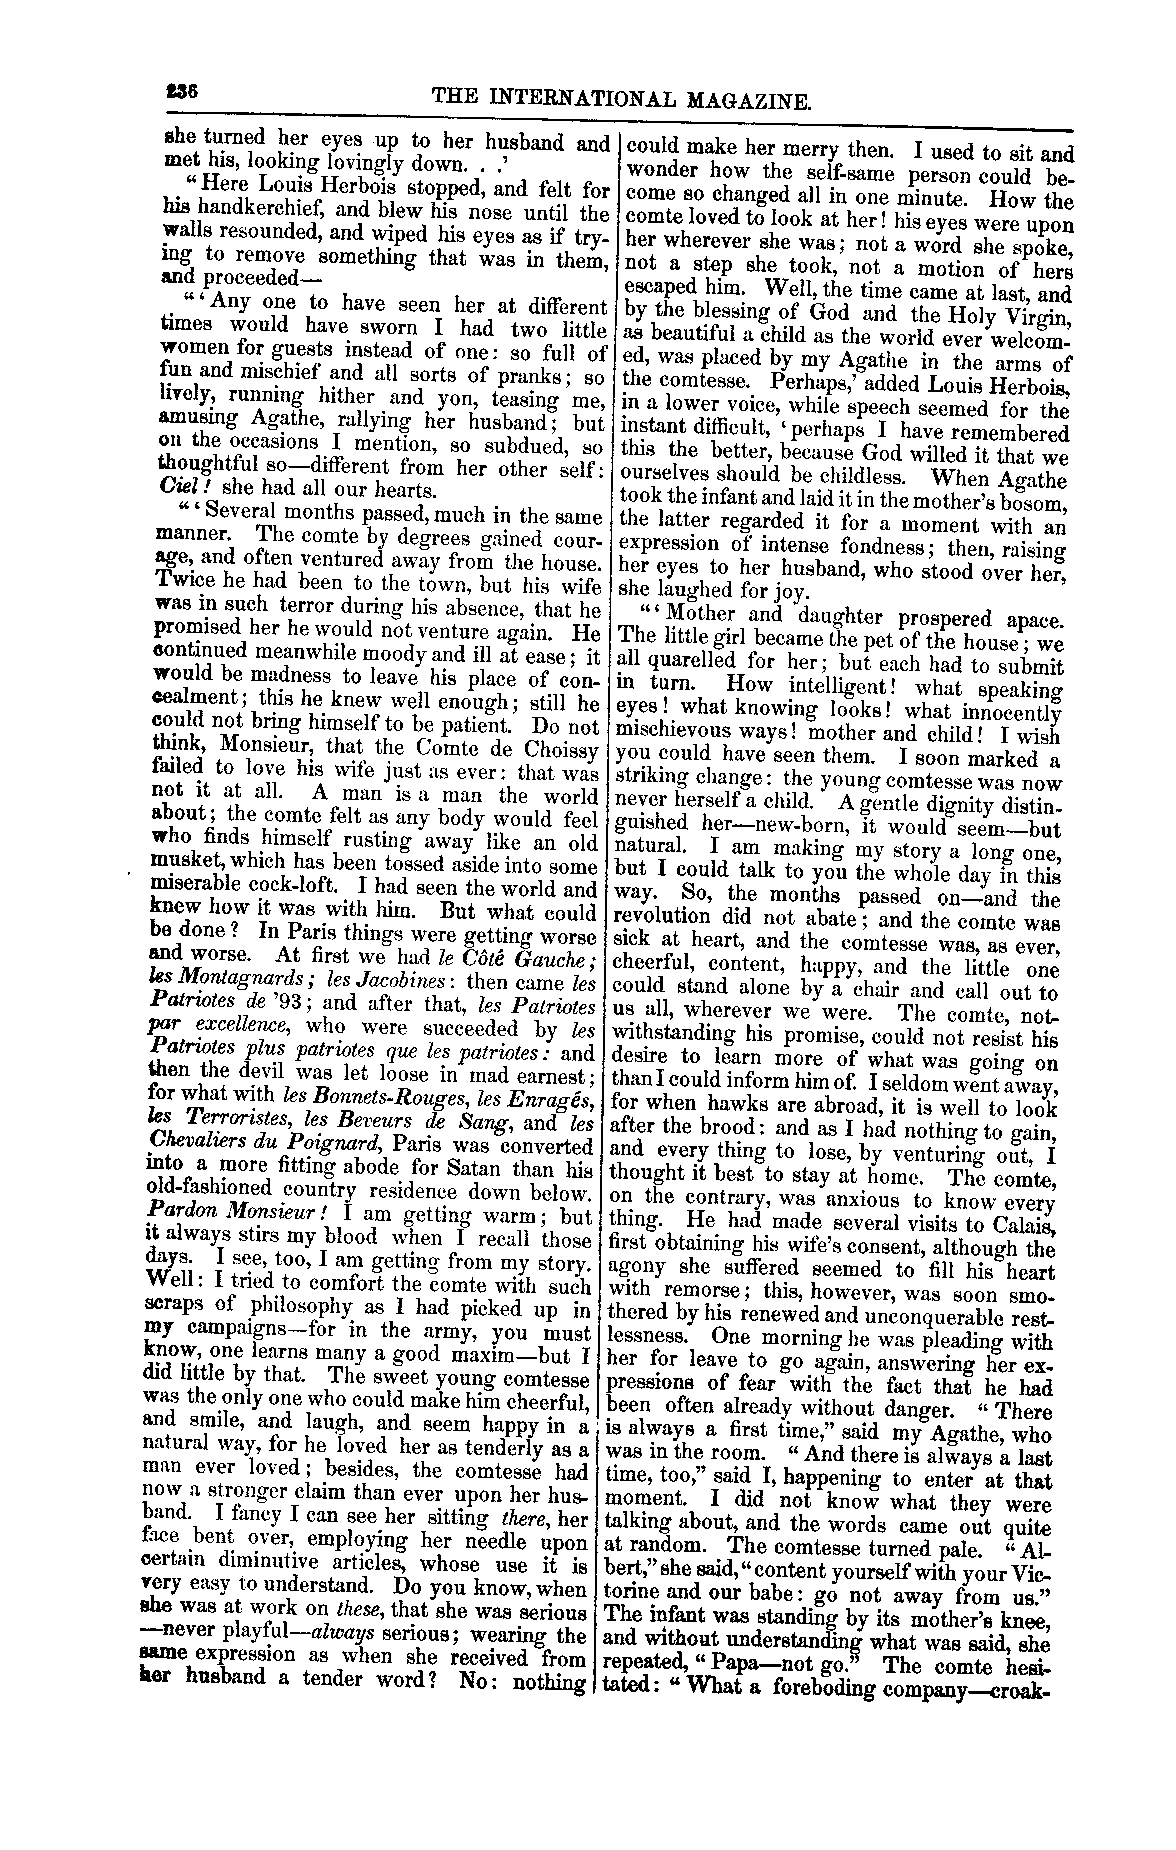 236
THE INTERNATIONAL MAGAZINE.
she turned her eyes up to her husband and
met his, looking lovingly down. . .'
"Here Louis Herbois stopped, and felt for
his handkerchief, and blew his nose until the
walls resounded, and wiped his eyes as if try-
ing to remove something that was in them,
and proceeded—
"'Any one to have seen her at different
times would have sworn I had two little
women for guests instead of one: so full of
fun and mischief and all sorts of pranks; so
lively, running hither and yon, teasing me,
amusing Agathe, rallying her husband; but
on the occasions I mention, so subdued, so
thoughtful so—different from her other self:
Ciel! she had all our hearts.
"'Several months passed, much in the same
manner. The comte by degrees gained cour-
age, and often ventured away from the house.
Twice he had been to the town, but his wife
was in such terror during his absence, that he
promised her he would not venture again. He
continued meanwhile moody and ill at ease; it
would be madness to leave his place of con-
cealment; this he knew well enough; still he
could not bring himself to be patient. Do not
think, Monsieur, that the Comte de Choissy
failed to love his wife just as ever: that was
not it at all. A man is a man the world
about; the comte felt as any body would feel
who finds himself rusting away like an old
musket, which has been tossed aside into some
miserable cock-loft. I had seen the world and
knew how it was with him. But what could
be done? In Paris things were getting worse
and worse. At first we had le Côté Gauche;
les Montagnards; les Jacobines: then came les
Patriotes de '93; and after that, les Patriotes
par excellence, who were succeeded by les
Patriotes plus patriotes que les patriotes: and
then the devil was let loose in mad earnest;
for what with les Bonnets-Rouges, les Enragés,
les Terroristes, les Beveurs de Sang, and les
Chevaliers du Poignard, Paris was converted
into a more fitting abode for Satan than his
old-fashioned country residence down below.
Pardon Monsieur! I am getting warm; but
it always stirs my blood when I recall those
days. I see, too, I am getting from my story.
Well: I tried to comfort the comte with such
scraps of philosophy as I had picked up in
my campaigns—for in the army, you must
know, one learns many a good maxim—but I
did little by that. The sweet young comtesse
was the only one who could make him cheerful,
and smile, and laugh, and seem happy in a
natural way, for he loved her as tenderly as a
man ever loved; besides, the comtesse had
now a stronger claim than ever upon her hus-
band. I fancy I can see her sitting there, her
face bent over, employing her needle upon
certain diminutive articles, whose use it is
very easy to understand. Do you know, when
she was at work on these, that she was serious
—never playful—always serious; wearing the
same expression as when she received from
her husband a tender word? No: nothing
could make her merry then. I used to sit and
wonder how the self-same person could be-
come so changed all in one minute. How the
comte loved to look at her! his eyes were upon
her wherever she was; not a word she spoke,
not a step she took, not a motion of hers
escaped him. Well, the time came at last, and
by the blessing of God and the Holy Virgin,
as beautiful a child as the world ever welcom-
ed, was placed by my Agathe in the arms of
the comtesse. Perhaps,' added Louis Herbois,
in a lower voice, while speech seemed for the
instant difficult, 'perhaps I have remembered
this the better, because God willed it that we
ourselves should be childless. When Agathe
took the infant and laid it in the mother's bosom,
the latter regarded it for a moment with an
expression of intense fondness; then, raising
her eyes to her husband, who stood over her,
she laughed for joy.
"'Mother and daughter prospered apace.
The little girl became the pet of the house; we
all quarelled for her; but each had to submit
in turn. How intelligent! what speaking
eyes! what knowing looks! what innocently
mischievous ways! mother and child! I wish
you could have seen them. I soon marked a
striking change: the young comtesse was now
never herself a child. A gentle dignity distin-
guished her—new-born, it would seem—but
natural. I am making my story a long one,
but I could talk to you the whole day in this
way. So, the months passed on—and the
revolution did not abate; and the comte was
sick at heart, and the comtesse was, as ever,
cheerful, content, happy, and the little one
could stand alone by a chair and call out to
us all, wherever we were. The comte, not-
withstanding his promise, could not resist his
desire to learn more of what was going on
than I could inform him of. I seldom went away,
for when hawks are abroad, it is well to look
after the brood: and as I had nothing to gain,
and every thing to lose, by venturing out, I
thought it best to stay at home. The comte,
on the contrary, was anxious to know every
thing. He had made several visits to Calais,
first obtaining his wife's consent, although the
agony she suffered seemed to fill his heart
with remorse; this, however, was soon smo-
thered by his renewed and unconquerable rest-
lessness. One morning he was pleading with
her for leave to go again, answering her ex-
pressions of fear with the fact that he had
been often already without danger. "There
is always a first time," said my Agathe, who
was in the room. "And there is always a last
time, too," said I, happening to enter at that
moment. I did not know what they were
talking about, and the words came out quite
at random. The comtesse turned pale. "Al-
bert," she said, "content yourself with your Vic-
torine and our babe: go not away from us."
The infant was standing by its mother's knee,
and without understanding what was said, she
repeated, "Papa—not go." The comte hesi-
tated: "What a foreboding company—croak-